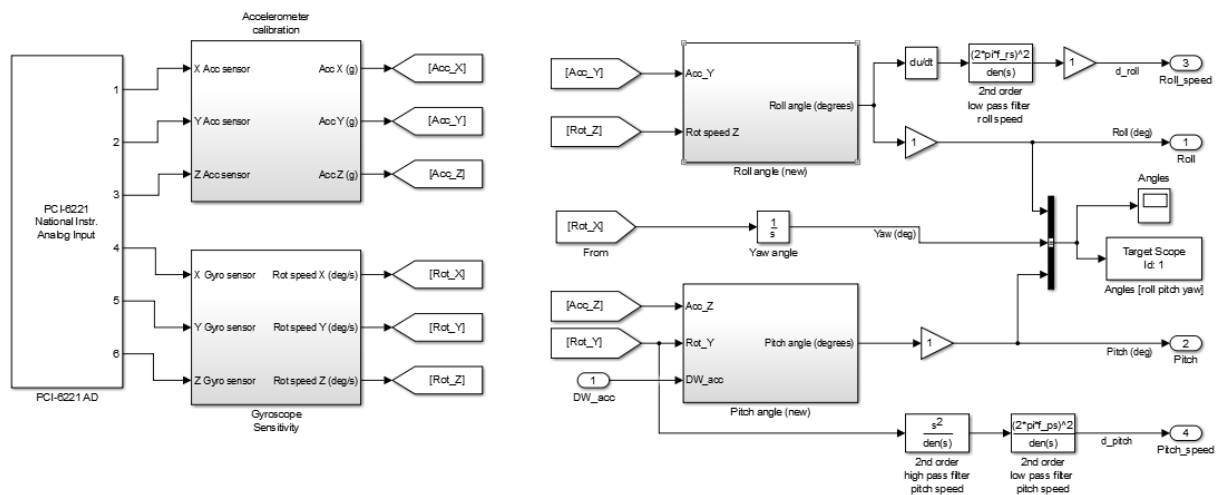 Accelerometer
calibration
PCI-6221
National Instr.
Analog Input
1
2
3
4
5
6
PCI-6221 AD
X Acc sensor
Y Acc sensor
Z Acc sensor
Acc X (g)
Acc Y (g)
Acc Z (g)
[Acc_X]
[Acc_Y]
[Acc_Z]
X Gyro sensor
Y Gyro sensor
Z Gyro sensor
Rot speed X (deg/s)
Rot speed Y (deg/s)
Rot speed Z (deg/s)
[Rot_X]
[Rot_Y]
[Rot_Z]
Gyroscope
Sensitivity
[Acc_Y]
[Rot_Z]
Acc_Y
Rot speed Z
Roll angle (degrees)
Roll angle (new)
du/dt
(2*pi*f_rs)^2
den(s)
2nd order
low pass filter
roll speed
1
d_roll
3
Roll_speed
1
Roll (deg)
1
Roll
[Rot_X]
From
1
s
Yaw angle
Yaw (deg)
Angles
Target Scope
Id: 1
Angles [roll pitch yaw]
[Acc_Z]
[Rot_Y]
1
DW_acc
Acc_Z
Rot_Y
DW_acc
Pitch angle (degrees)
Pitch angle (new)
1
Pitch (deg)
2
Pitch
s2
den(s)
2nd order
high pass filter
pitch speed
(2*pi*f_ps)^2
den(s)
2nd order
low pass filter
pitch speed
d_pitch
4
Pitch_speed